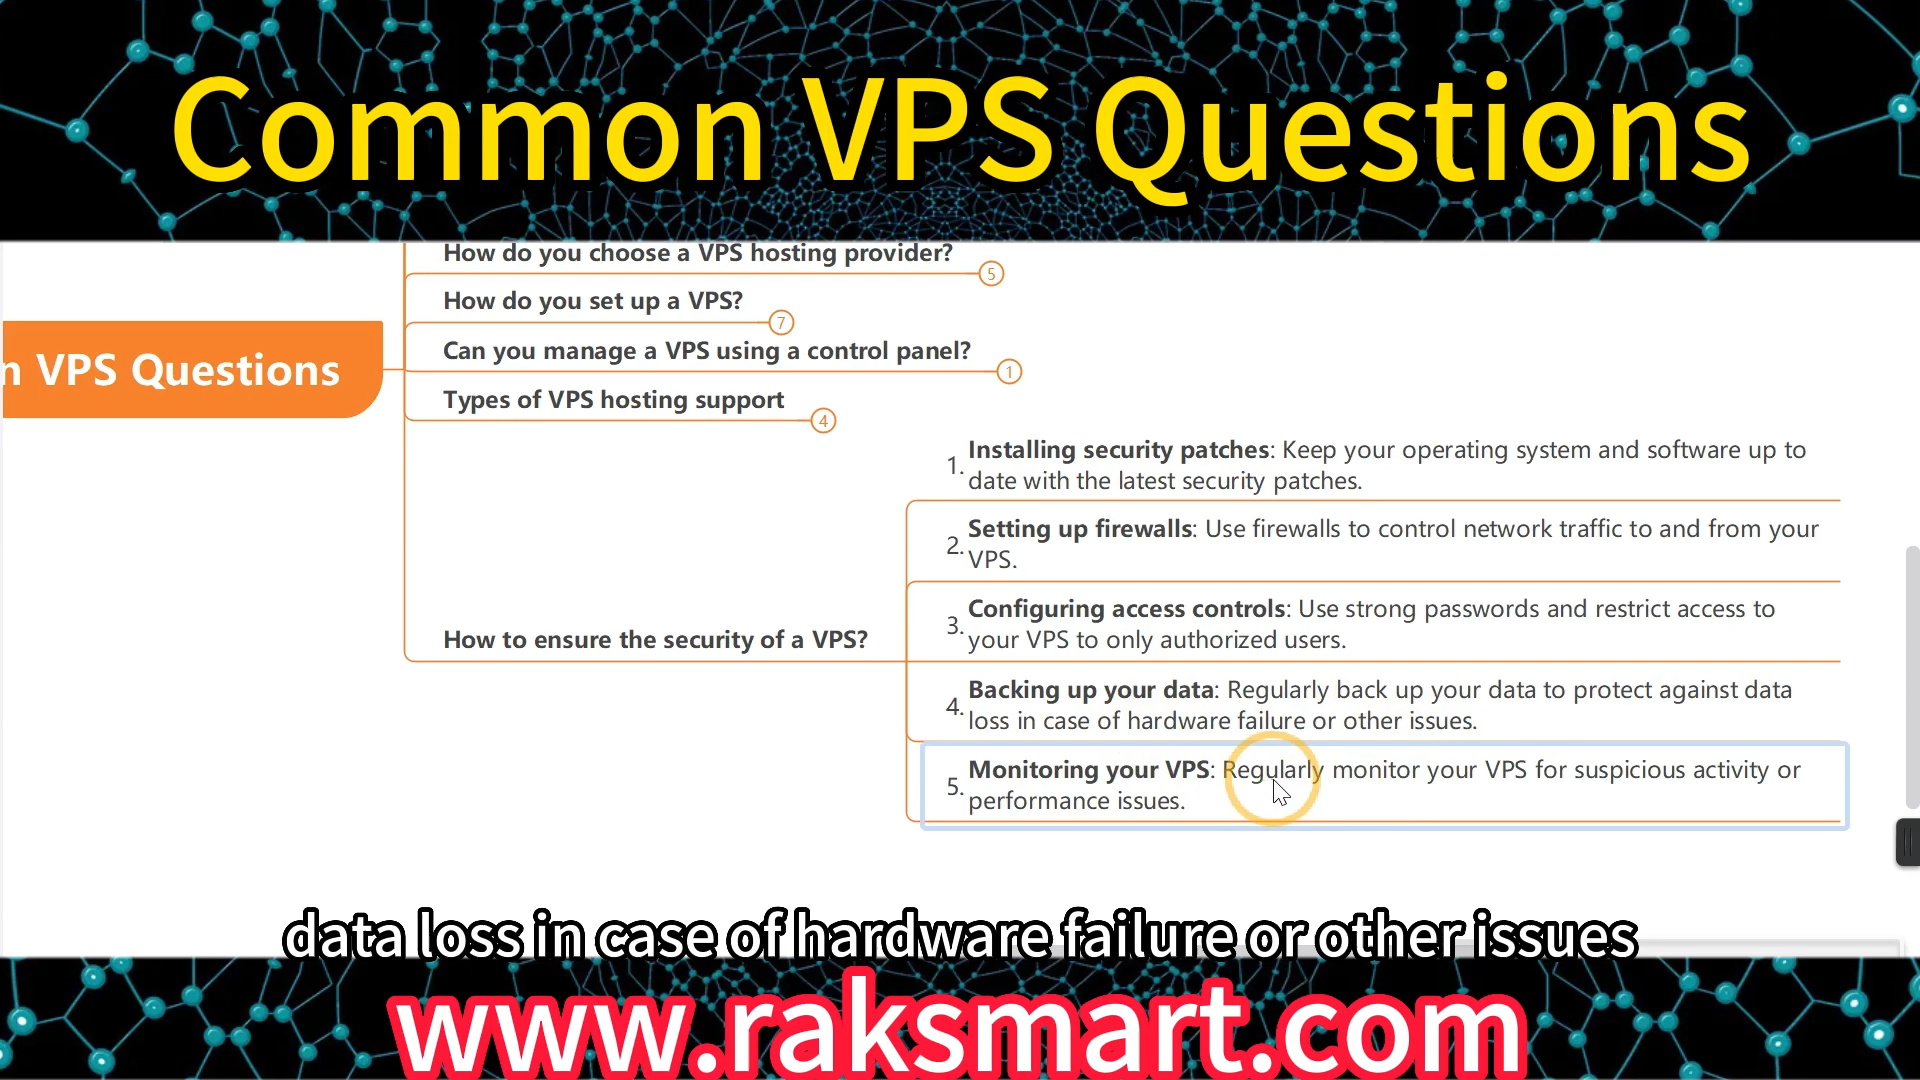 Common VPS Questions
How do you choose a VPS hosting provider?
5
How do you set up a VPS?
7
n VPS Questions
Can you manage a VPS using a control panel?
1
Types of VPS hosting support
4
1. Installing security patches: Keep your operating system and software up to
date with the latest security patches.
2. Setting up firewalls: Use firewalls to control network traffic to and from your
VPS.
3. Configuring access controls: Use strong passwords and restrict access to
your VPS to only authorized users.
How to ensure the security of a VPS?
4. Backing up your data: Regularly back up your data to protect against data
loss in case of hardware failure or other issues.
5. Monitoring your VPS: Regularly monitor your VPS for suspicious activity or
performance issues.
data loss in case of hardware failure or other issues
www.raksmart.com